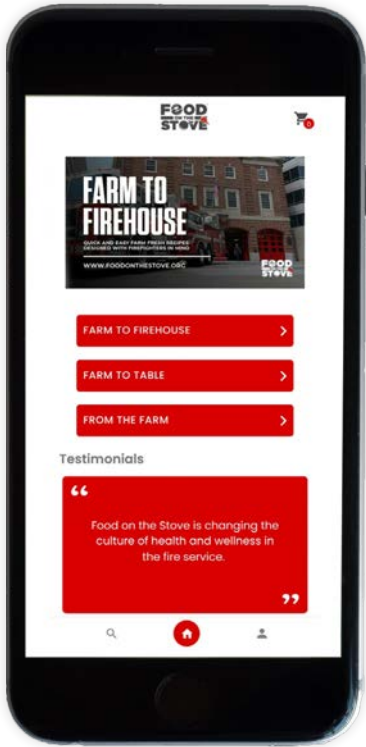 FOOD
ON THE
STOVE
0
FARM TO
FIREHOUSE
QUICK AND EASY FARM FRESH RECIPES
DESIGNED WITH FIREFIGHTERS IN MIND
WWW.FOODONTHESTOVE.ORG
FOOD
ON THE
STOVE
FARM TO FIREHOUSE
FARM TO TABLE
FROM THE FARM
Testimonials
“
Food on the Stove is changing the
culture of health and wellness in
the fire service.
”